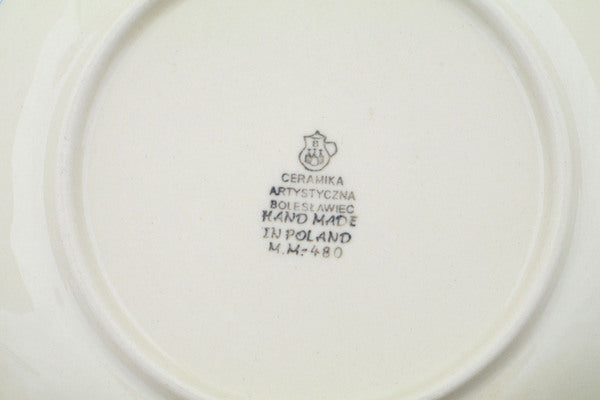 B
CERAMIKA
ARTYSTYCZNA
BOLESŁAWIEC
HAND MADE
IN POLAND
M.M.-480